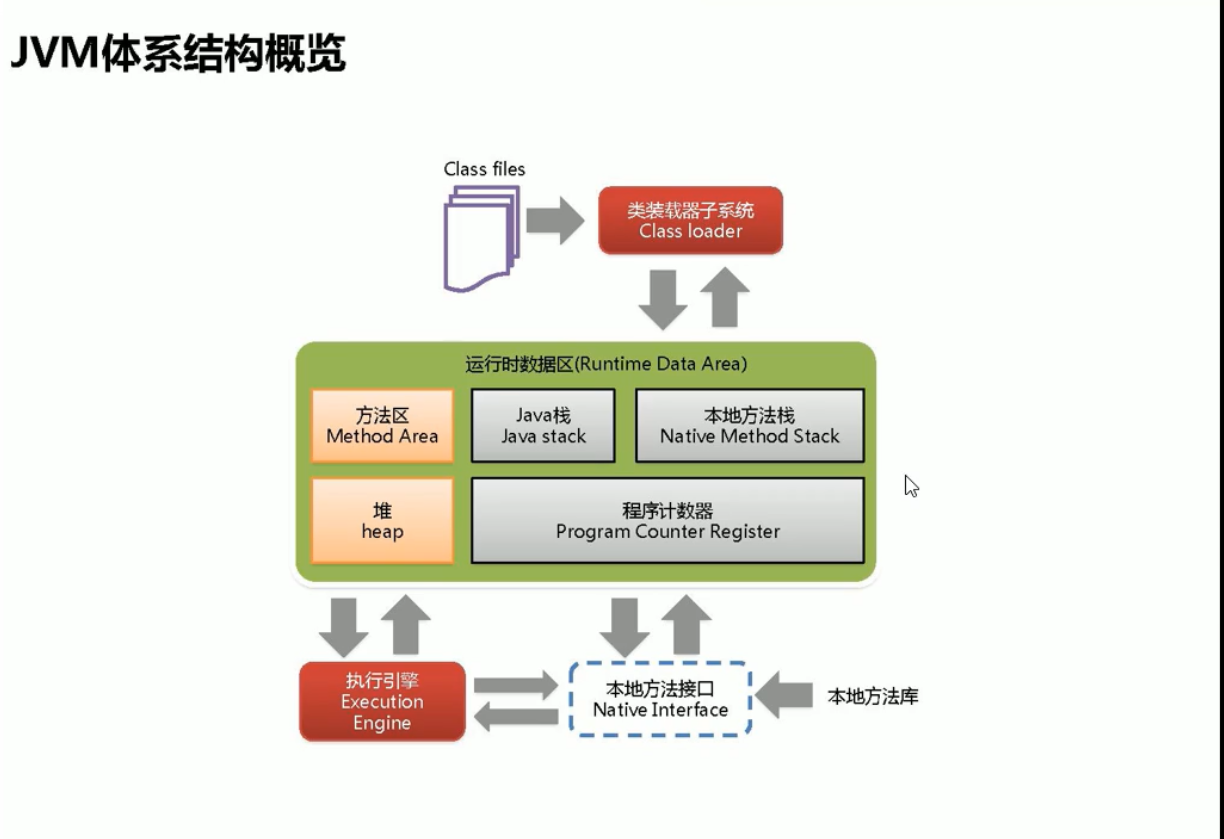 JVM体系结构概览
Class files
类装载器子系统
Class loader
运行时数据区(Runtime Data Area)
方法区
Method Area
Java栈
Java stack
本地方法栈
Native Method Stack
堆
heap
程序计数器
Program Counter Register
执行引擎
Execution
Engine
本地方法接口
Native Interface
本地方法库